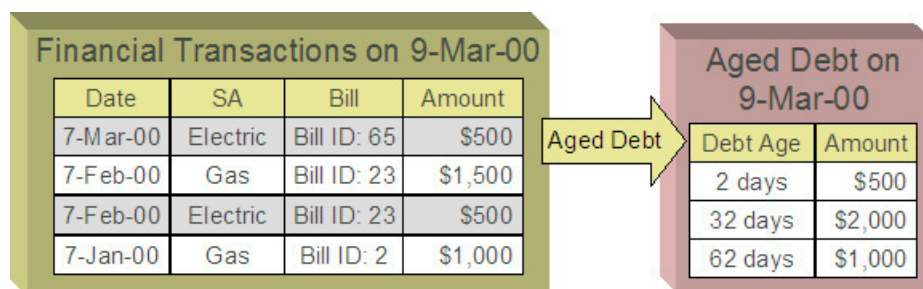 Financial Transactions on 9-Mar-00
Date SA Bill Amount
7-Mar-00 Electric Bill ID: 65 $500
7-Feb-00 Gas Bill ID: 23 $1,500
7-Feb-00 Electric Bill ID: 23 $500
7-Jan-00 Gas Bill ID: 2 $1,000
Aged Debt
Aged Debt on
9-Mar-00
Debt Age Amount
2 days $500
32 days $2,000
62 days $1,000